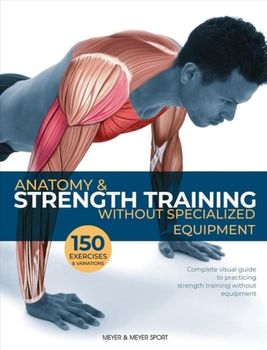 ANATOMY &
STRENGTH TRAINING
WITHOUT SPECIALIZED
EQUIPMENT
150
EXERCISES
& VARIATIONS
Complete visual guide
to practicing
strength training without
equipment
MEYER & MEYER SPORT